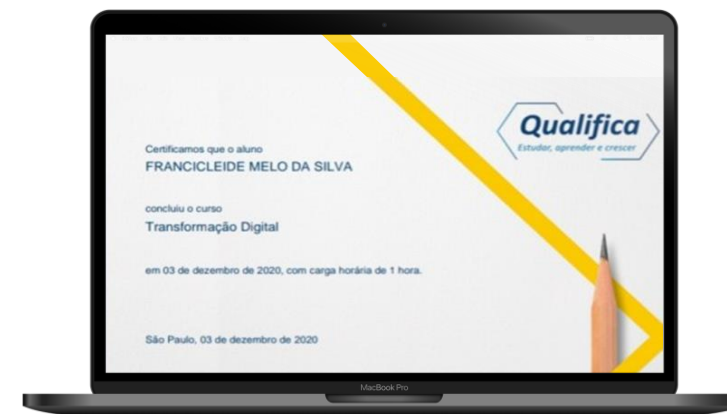 Qualifica
Estudar, aprender e crescer
Certificamos que o aluno
FRANCICLEIDE MELO DA SILVA
concluiu o curso
Transformação Digital
em 03 de dezembro de 2020, com carga horária de 1 hora.
São Paulo, 03 de dezembro de 2020
MacBook Pro